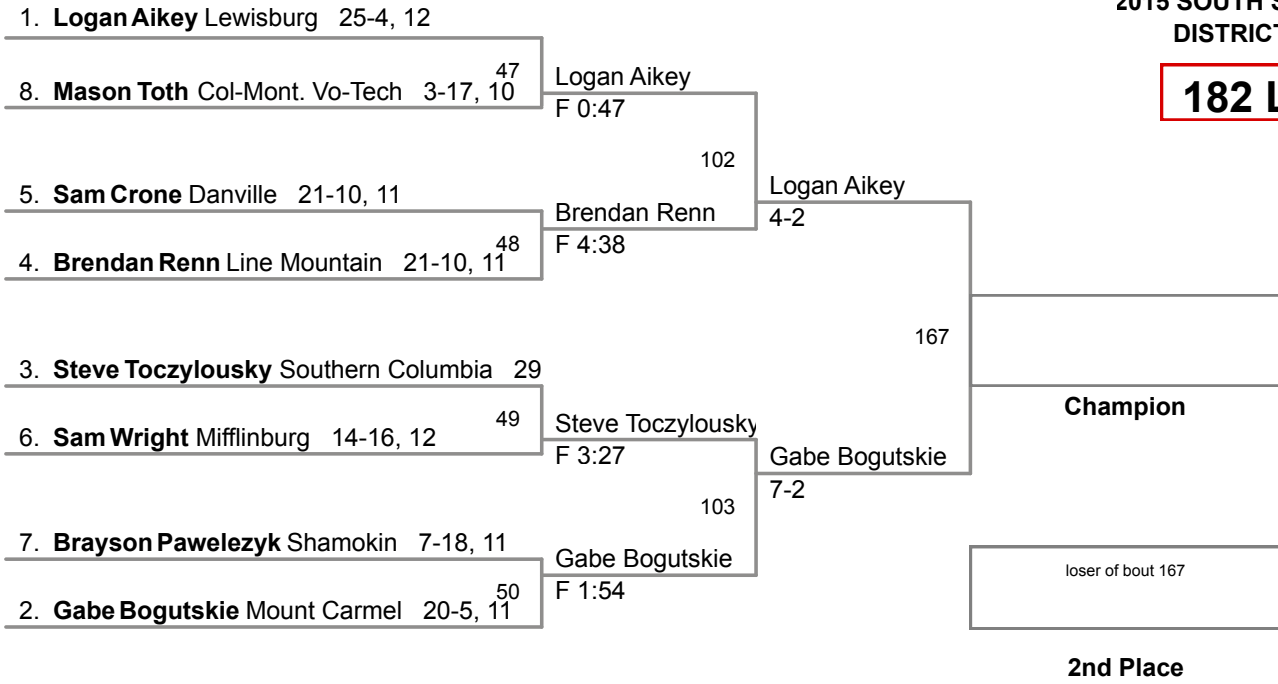 2015 SOUTH S
DISTRICT
182 L
1. Logan Aikey Lewisburg 25-4, 12
47
8. Mason Toth Col-Mont. Vo-Tech 3-17, 10
Logan Aikey
F 0:47
102
5. Sam Crone Danville 21-10, 11
48
4. Brendan Renn Line Mountain 21-10, 11
Brendan Renn
F 4:38
Logan Aikey
4-2
167
3. Steve Toczylousky Southern Columbia 29
49
6. Sam Wright Mifflinburg 14-16, 12
Steve Toczylousky
F 3:27
103
7. Brayson Pawelezyk Shamokin 7-18, 11
50
2. Gabe Bogutskie Mount Carmel 20-5, 11
Gabe Bogutskie
F 1:54
Gabe Bogutskie
7-2
Champion
loser of bout 167
2nd Place